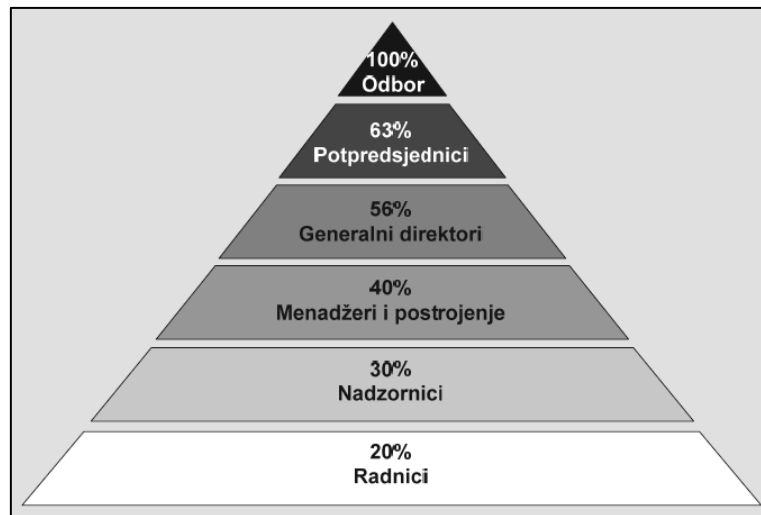 100%
Odbor
63%
Potpredsjednici
56%
Generalni direktori
40%
Menadžeri i postrojenje
30%
Nadzornici
20%
Radnici